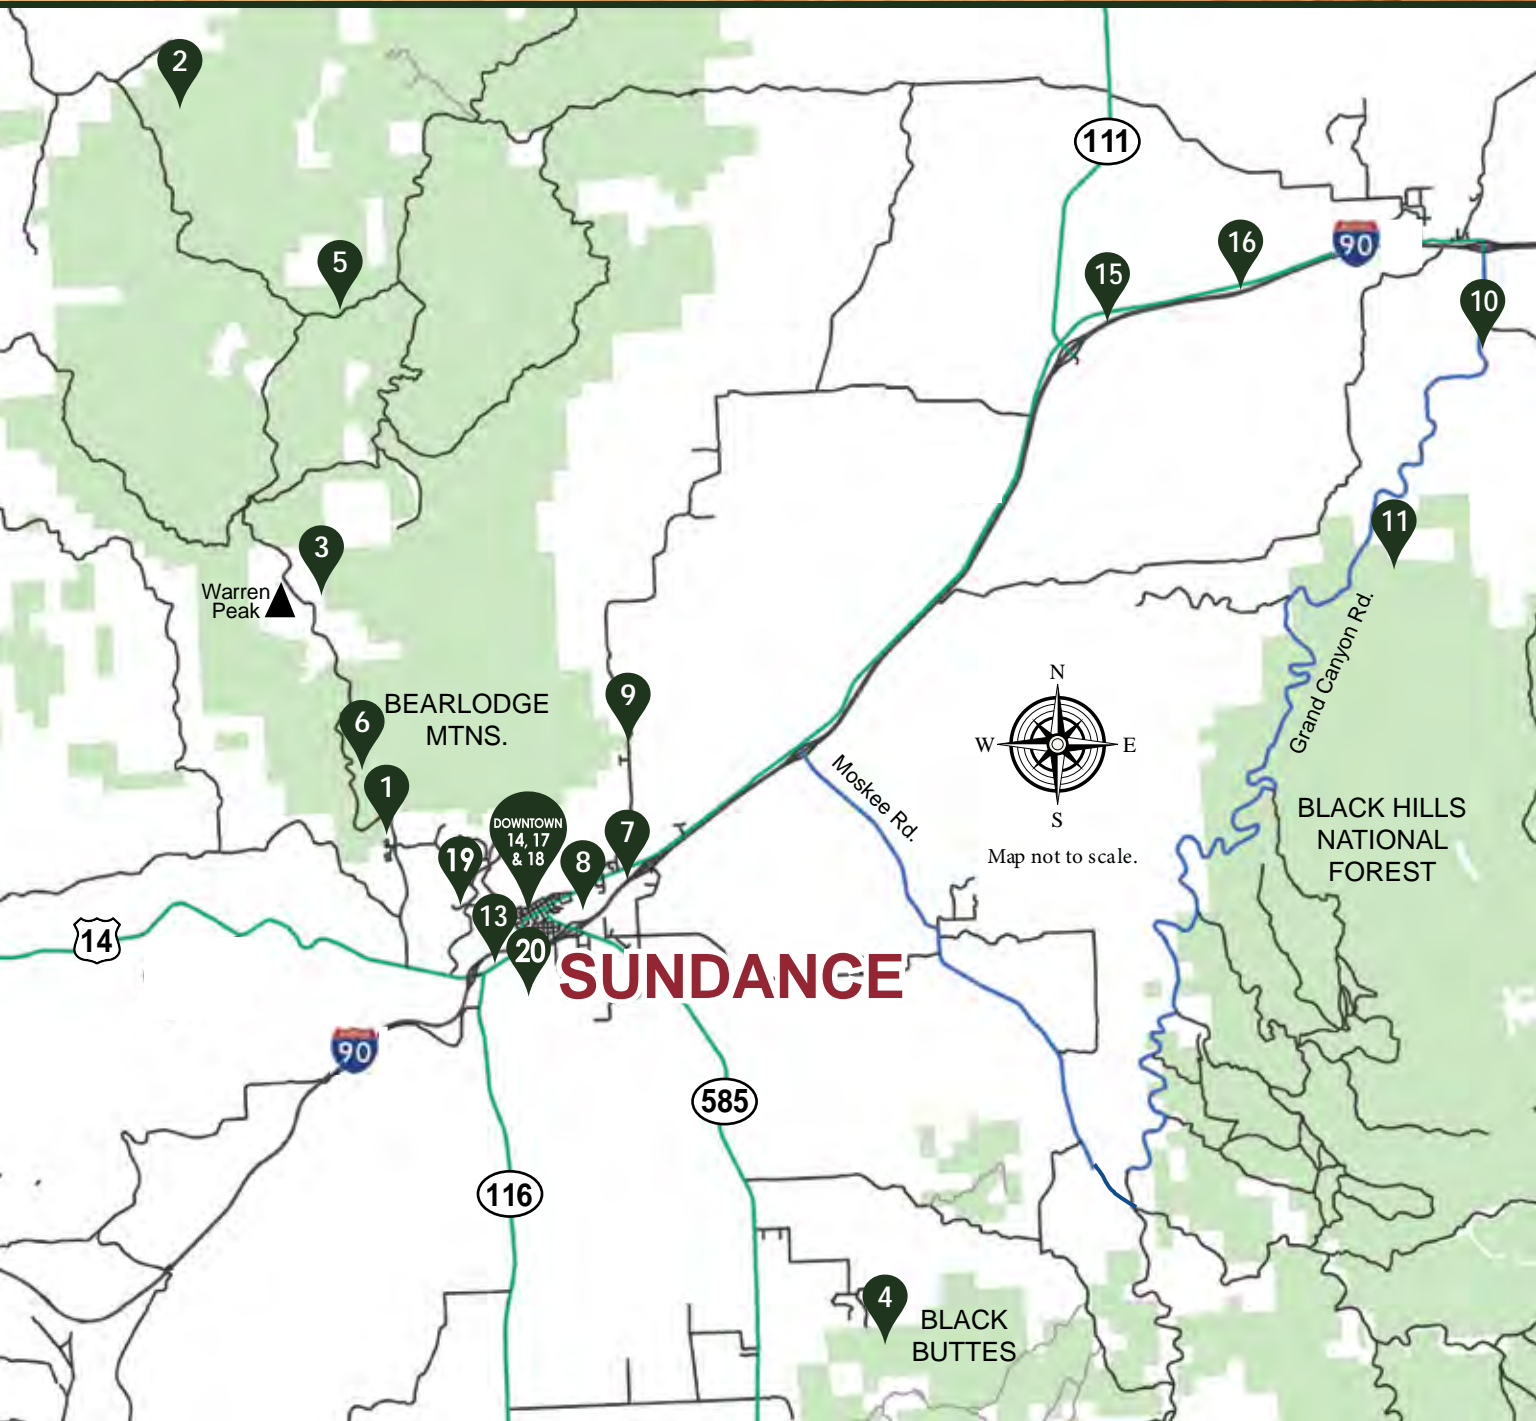 2
111
16
90
5
15
10
11
3
Warren
Peak
Grand Canyon Rd.
N
W
E
S
9
BEARLODGE
MTNS.
6
Moskee Rd.
1
BLACK HILLS
NATIONAL
FOREST
DOWNTOWN
14, 17
& 18
7
Map not to scale.
19
8
13
14
20
SUNDANCE
90
585
116
4
BLACK
BUTTES